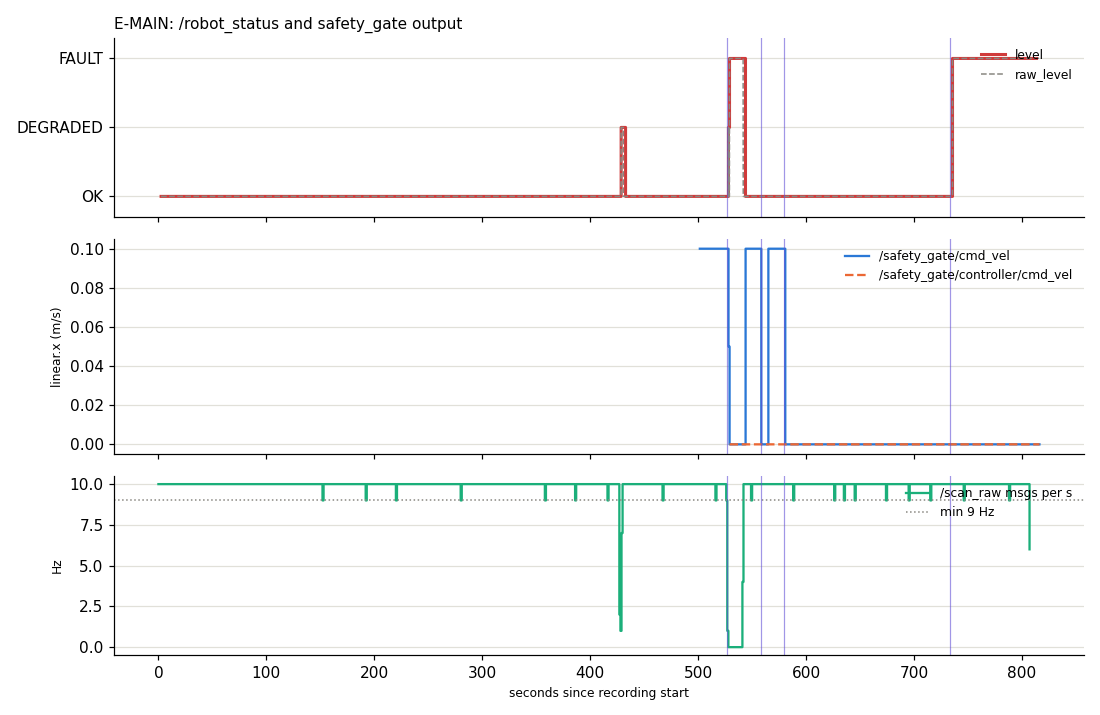 E-MAIN: /robot_status and safety_gate output
FAULT
DEGRADED
OK
level
raw_level
0.10
0.08
0.06
0.04
0.02
0.00
linear.x (m/s)
/safety_gate/cmd_vel
/safety_gate/controller/cmd_vel
10.0
7.5
5.0
2.5
0.0
Hz
/scan_raw msgs per s
min 9 Hz
0 100 200 300 400 500 600 700 800
seconds since recording start